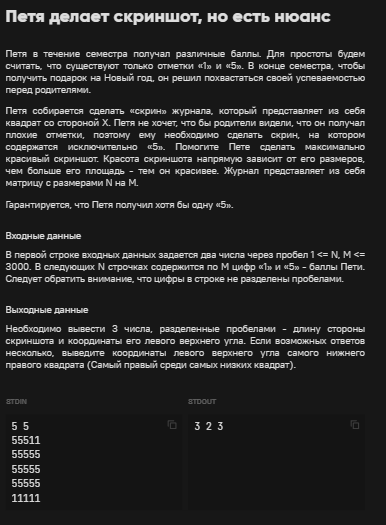 Петя делает скриншот, но есть нюанс
Петя в течение семестра получал различные баллы. Для простоты будем
считать, что существуют только отметки «1» и «5». В конце семестра, чтобы
получить подарок на Новый год, он решил похвастаться своей успеваемостью
перед родителями.
Петя собирается сделать «скрин» журнала, который представляет из себя
квадрат со стороной X. Петя не хочет, что бы родители видели, что он получал
плохие отметки, поэтому ему необходимо сделать скрин, на котором
содержатся исключительно «5». Помогите Пете сделать максимально
красивый скриншот. Красота скриншота напрямую зависит от его размеров,
чем больше его площадь - тем он красивее. Журнал представляет из себя
матрицу с размерами N на M.
Гарантируется, что Петя получил хотя бы одну «5».
Входные данные
В первой строке входных данных задается два числа через пробел 1 <= N, M <=
3000. В следующих N строчках содержится по M цифр «1» и «5» - баллы Пети.
Следует обратить внимание, что цифры в строке не разделены пробелами.
Выходные данные
Необходимо вывести 3 числа, разделенные пробелами - длину стороны
скриншота и координаты его левого верхнего угла. Если возможных ответов
несколько, выведите координаты левого верхнего угла самого нижнего
правого квадрата (Самый правый среди самых низких квадрат).
STDIN
STDOUT
5 5
3 2 3
55511
55555
55555
55555
11111